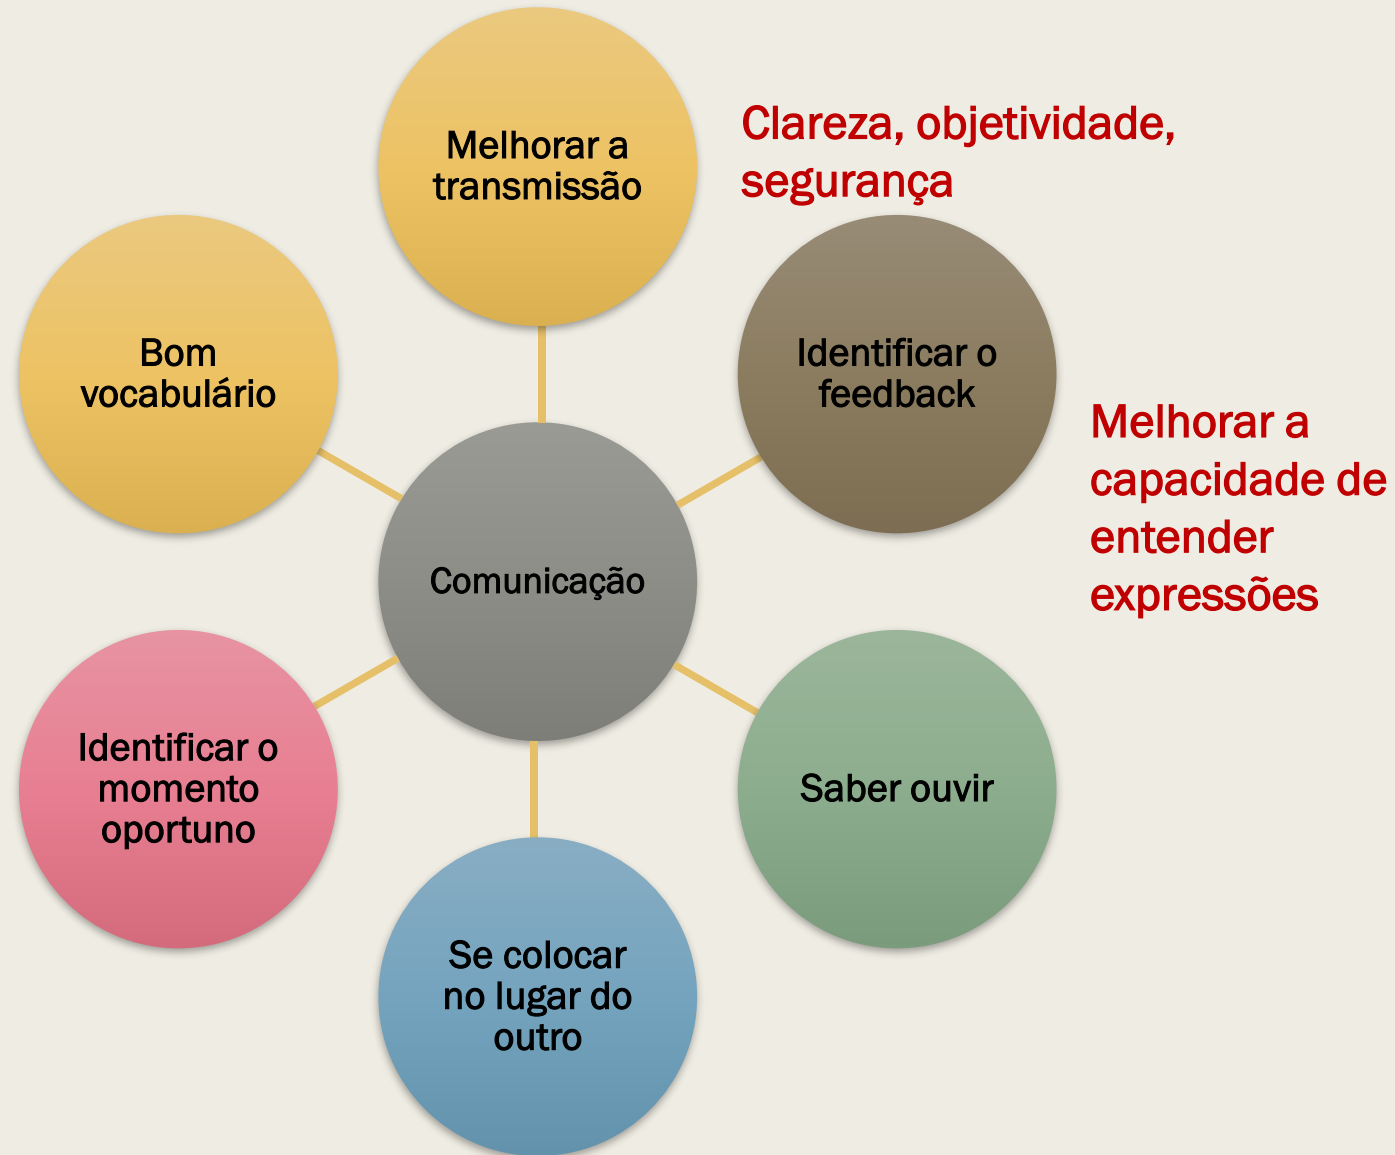 Melhorar a
transmissão
Clareza, objetividade,
segurança
Identificar o
feedback
Melhorar a
capacidade de
entender
expressões
Saber ouvir
Se colocar
no lugar do
outro
Identificar o
momento
oportuno
Bom
vocabulário
Comunicação